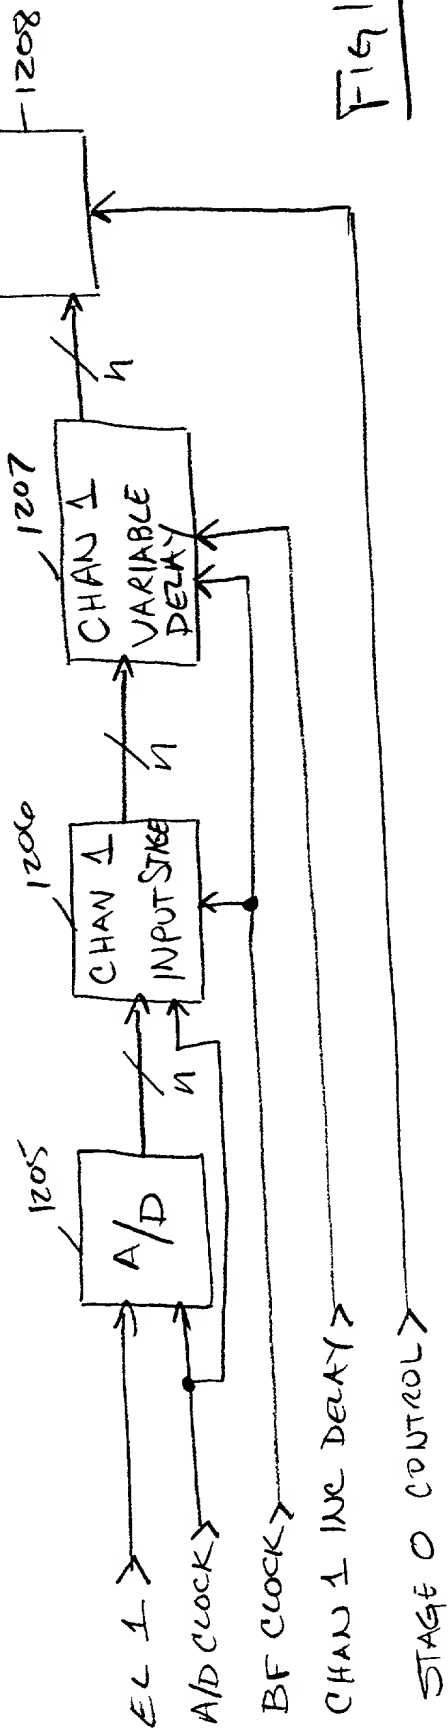 1208
1207
CHAN 1
VARIABLE
DELAY
n
1206
CHAN 1
INPUT STAGE
n
1205
A/D
n
EL 1
A/D CLOCK
BF CLOCK
CHAN 1 INC DELAY
STAGE 0 CONTROL
FIG 1